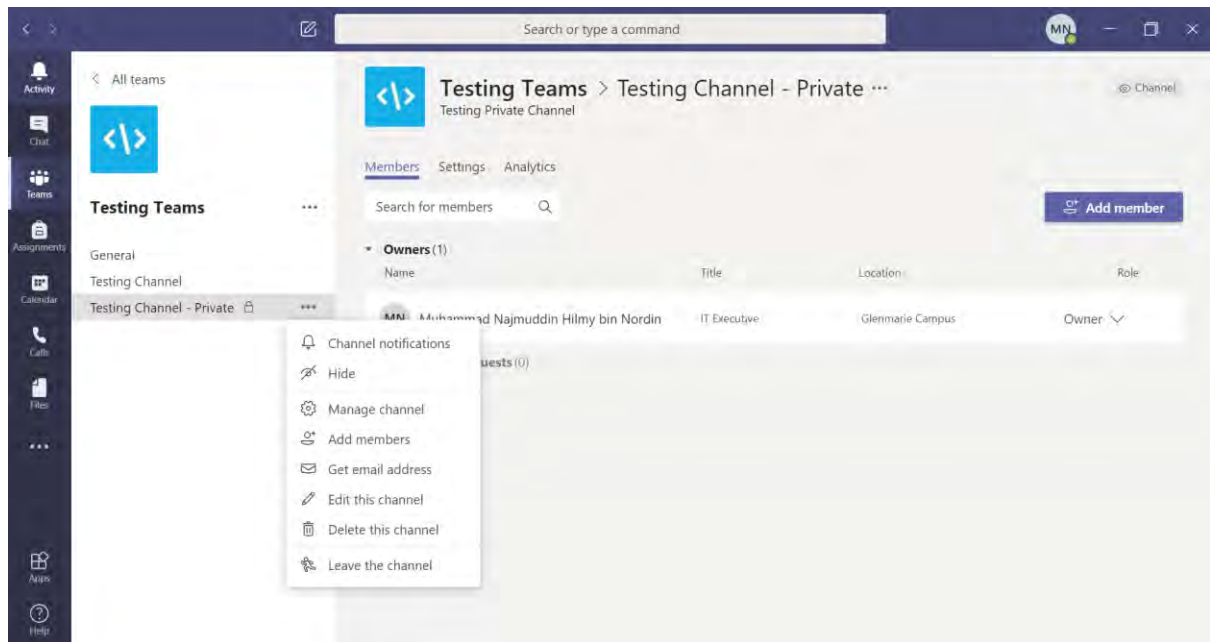 Search or type a command
MN
Activity
Chat
Teams
Assignments
Calendar
Calls
Files
Apps
Help
All teams
Testing Teams
General
Testing Channel
Testing Channel - Private
Channel notifications
Hide
Manage channel
Add members
Get email address
Edit this channel
Delete this channel
Leave the channel
Testing Teams > Testing Channel - Private ...
Testing Private Channel
Channel
Members Settings Analytics
Search for members
Add member
Owners (1)
Name Title Location Role
MN Muhammad Najmuddin Hilmy bin Nordin IT Executive Glenmarie Campus Owner
uests (0)